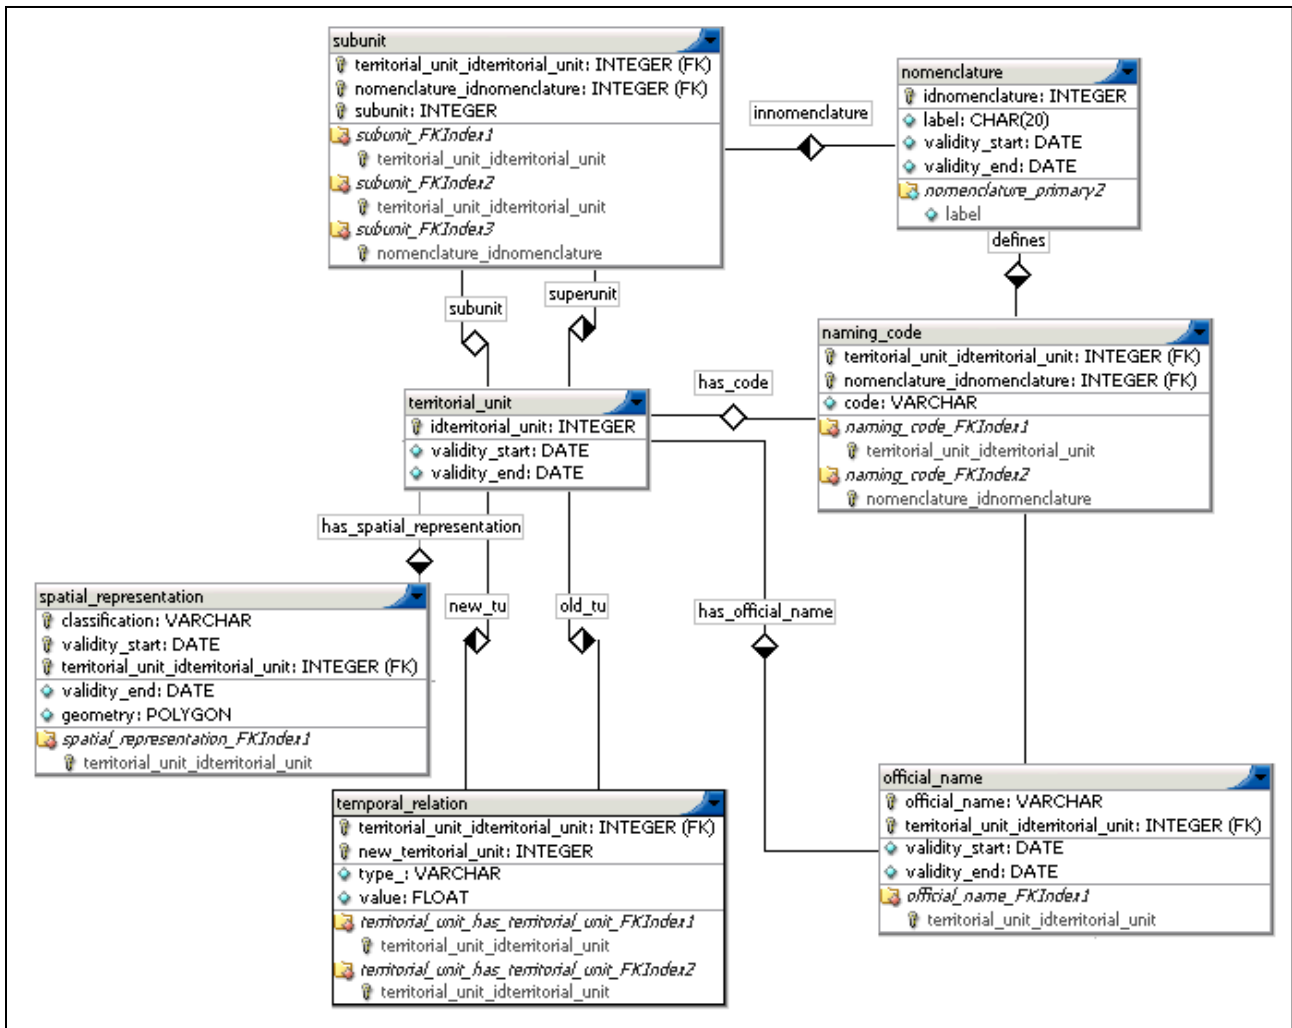 subunit
territorial_unit_idterritorial_unit: INTEGER (FK)
nomenclature_idnomenclature: INTEGER (FK)
subunit: INTEGER
subunit_FKIndex1
territorial_unit_idterritorial_unit
subunit_FKIndex2
territorial_unit_idterritorial_unit
subunit_FKIndex3
nomenclature_idnomenclature
innomenclature
nomenclature
idnomenclature: INTEGER
label: CHAR(20)
validity_start: DATE
validity_end: DATE
nomenclature_primary2
label
defines
subunit
superunit
naming_code
territorial_unit_idterritorial_unit: INTEGER (FK)
nomenclature_idnomenclature: INTEGER (FK)
code: VARCHAR
naming_code_FKIndex1
territorial_unit_idterritorial_unit
naming_code_FKIndex2
nomenclature_idnomenclature
has_code
territorial_unit
idterritorial_unit: INTEGER
validity_start: DATE
validity_end: DATE
has_spatial_representation
spatial_representation
classification: VARCHAR
validity_start: DATE
territorial_unit_idterritorial_unit: INTEGER (FK)
validity_end: DATE
geometry: POLYGON
spatial_representation_FKIndex1
territorial_unit_idterritorial_unit
new_tu
old_tu
has_official_name
temporal_relation
territorial_unit_idterritorial_unit: INTEGER (FK)
new_territorial_unit: INTEGER
type_: VARCHAR
value: FLOAT
territorial_unit_has_territorial_unit_FKIndex1
territorial_unit_idterritorial_unit
territorial_unit_has_territorial_unit_FKIndex2
territorial_unit_idterritorial_unit
official_name
official_name: VARCHAR
territorial_unit_idterritorial_unit: INTEGER (FK)
validity_start: DATE
validity_end: DATE
official_name_FKIndex1
territorial_unit_idterritorial_unit